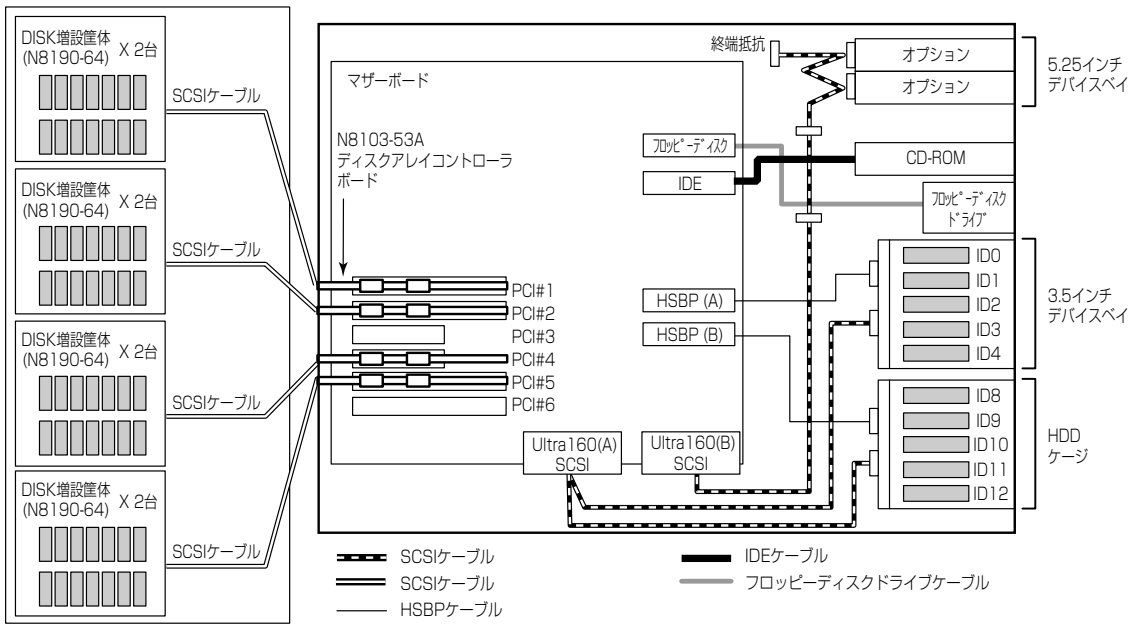 DISK増設筐体
(N8190-64) X 2台
SCSIケーブル
DISK増設筐体
(N8190-64) X 2台
SCSIケーブル
DISK増設筐体
(N8190-64) X 2台
SCSIケーブル
DISK増設筐体
(N8190-64) X 2台
SCSIケーブル
マザーボード
N8103-53A
ディスクアレイコントローラ
ボード
PCI#1
PCI#2
PCI#3
PCI#4
PCI#5
PCI#6
終端抵抗
フロッピーディスク
IDE
HSBP (A)
HSBP (B)
Ultra160(A)
SCSI
Ultra160(B)
SCSI
オプション
オプション
5.25インチ
デバイスベイ
CD-ROM
フロッピーディスク
ドライブ
ID0
ID1
ID2
ID3
ID4
3.5インチ
デバイスベイ
ID8
ID9
ID10
ID11
ID12
HDD
ケージ
SCSIケーブル
SCSIケーブル
HSBPケーブル
IDEケーブル
フロッピーディスクドライブケーブル